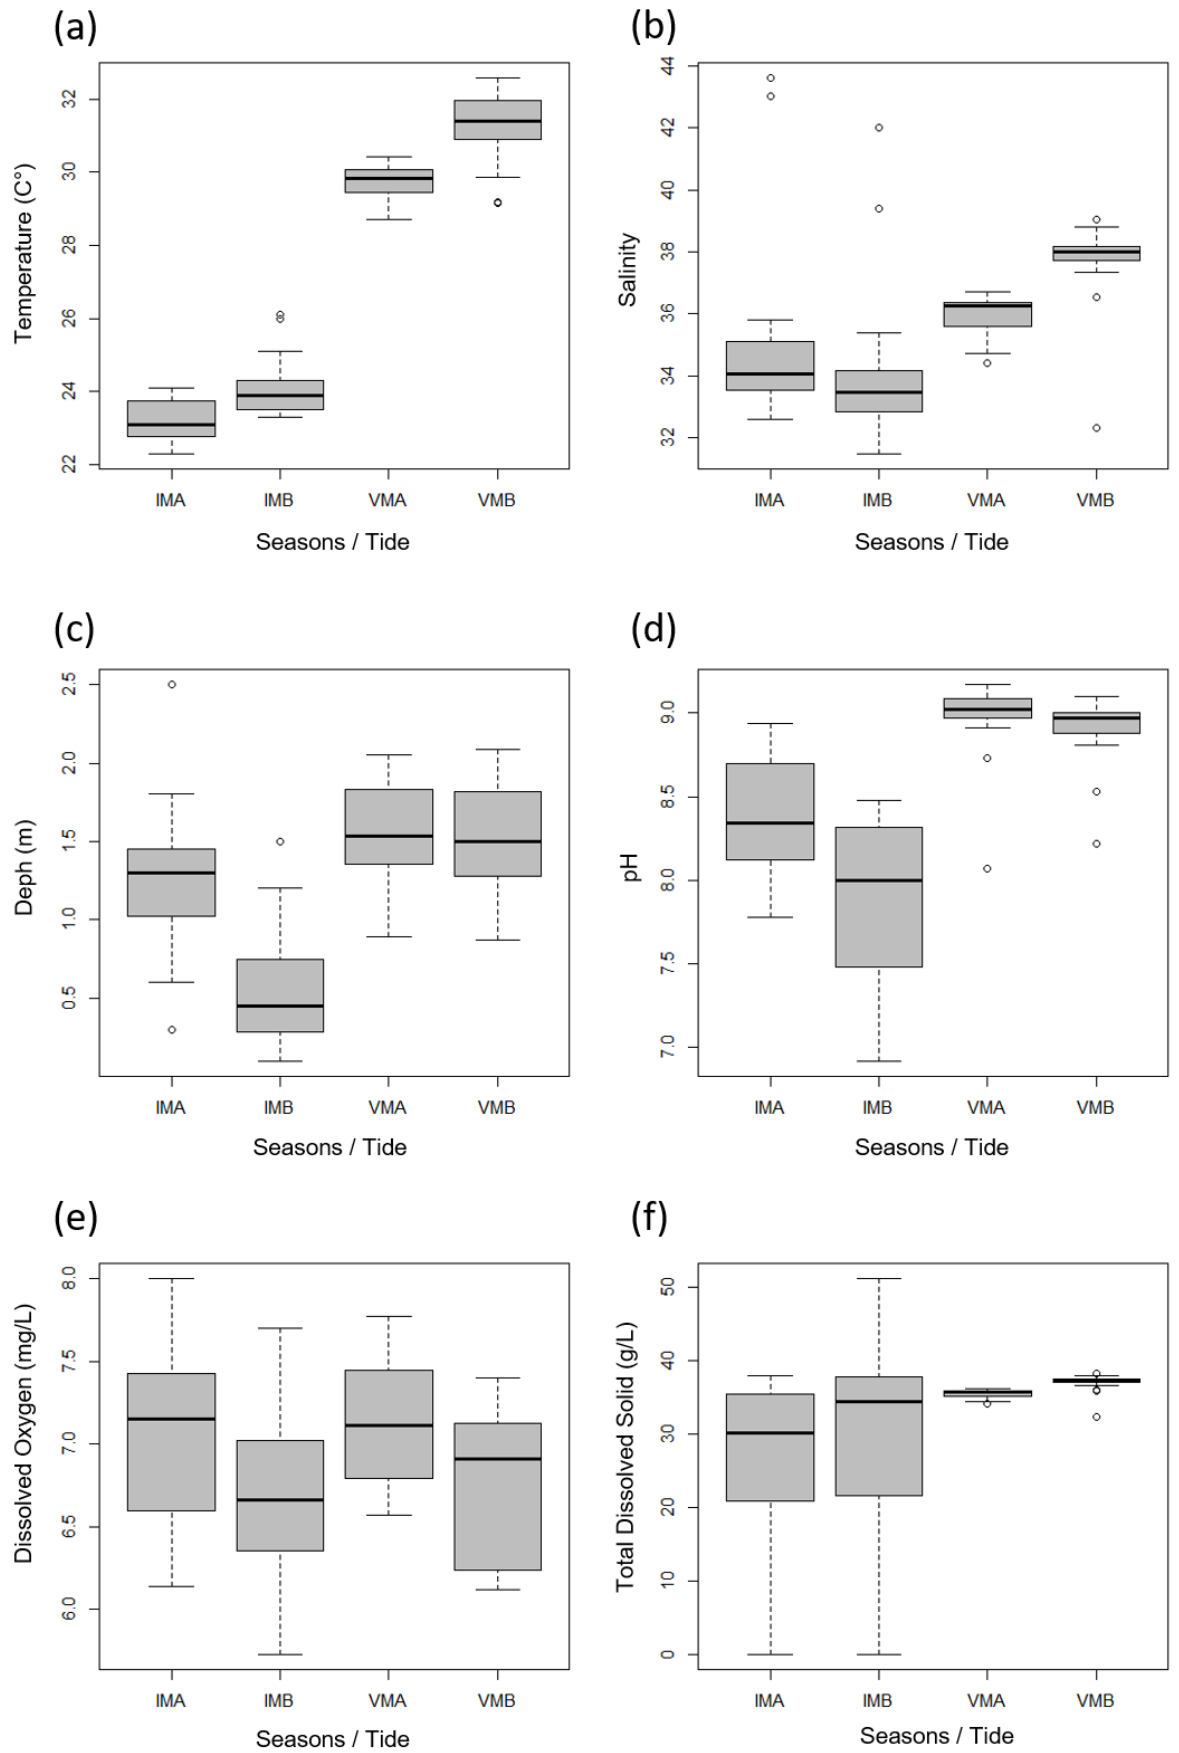 (a)
(b)
Temperature (C°)
32
30
28
26
24
22
IMA
IMB
VMA
VMB
Seasons / Tide
Salinity
44
42
40
38
36
34
32
IMA
IMB
VMA
VMB
Seasons / Tide
(c)
(d)
Deph (m)
2.5
2.0
1.5
1.0
0.5
IMA
IMB
VMA
VMB
Seasons / Tide
pH
9.0
8.5
8.0
7.5
7.0
IMA
IMB
VMA
VMB
Seasons / Tide
(e)
(f)
Dissolved Oxygen (mg/L)
8.0
7.5
7.0
6.5
6.0
IMA
IMB
VMA
VMB
Seasons / Tide
Total Dissolved Solid (g/L)
50
40
30
20
10
0
IMA
IMB
VMA
VMB
Seasons / Tide